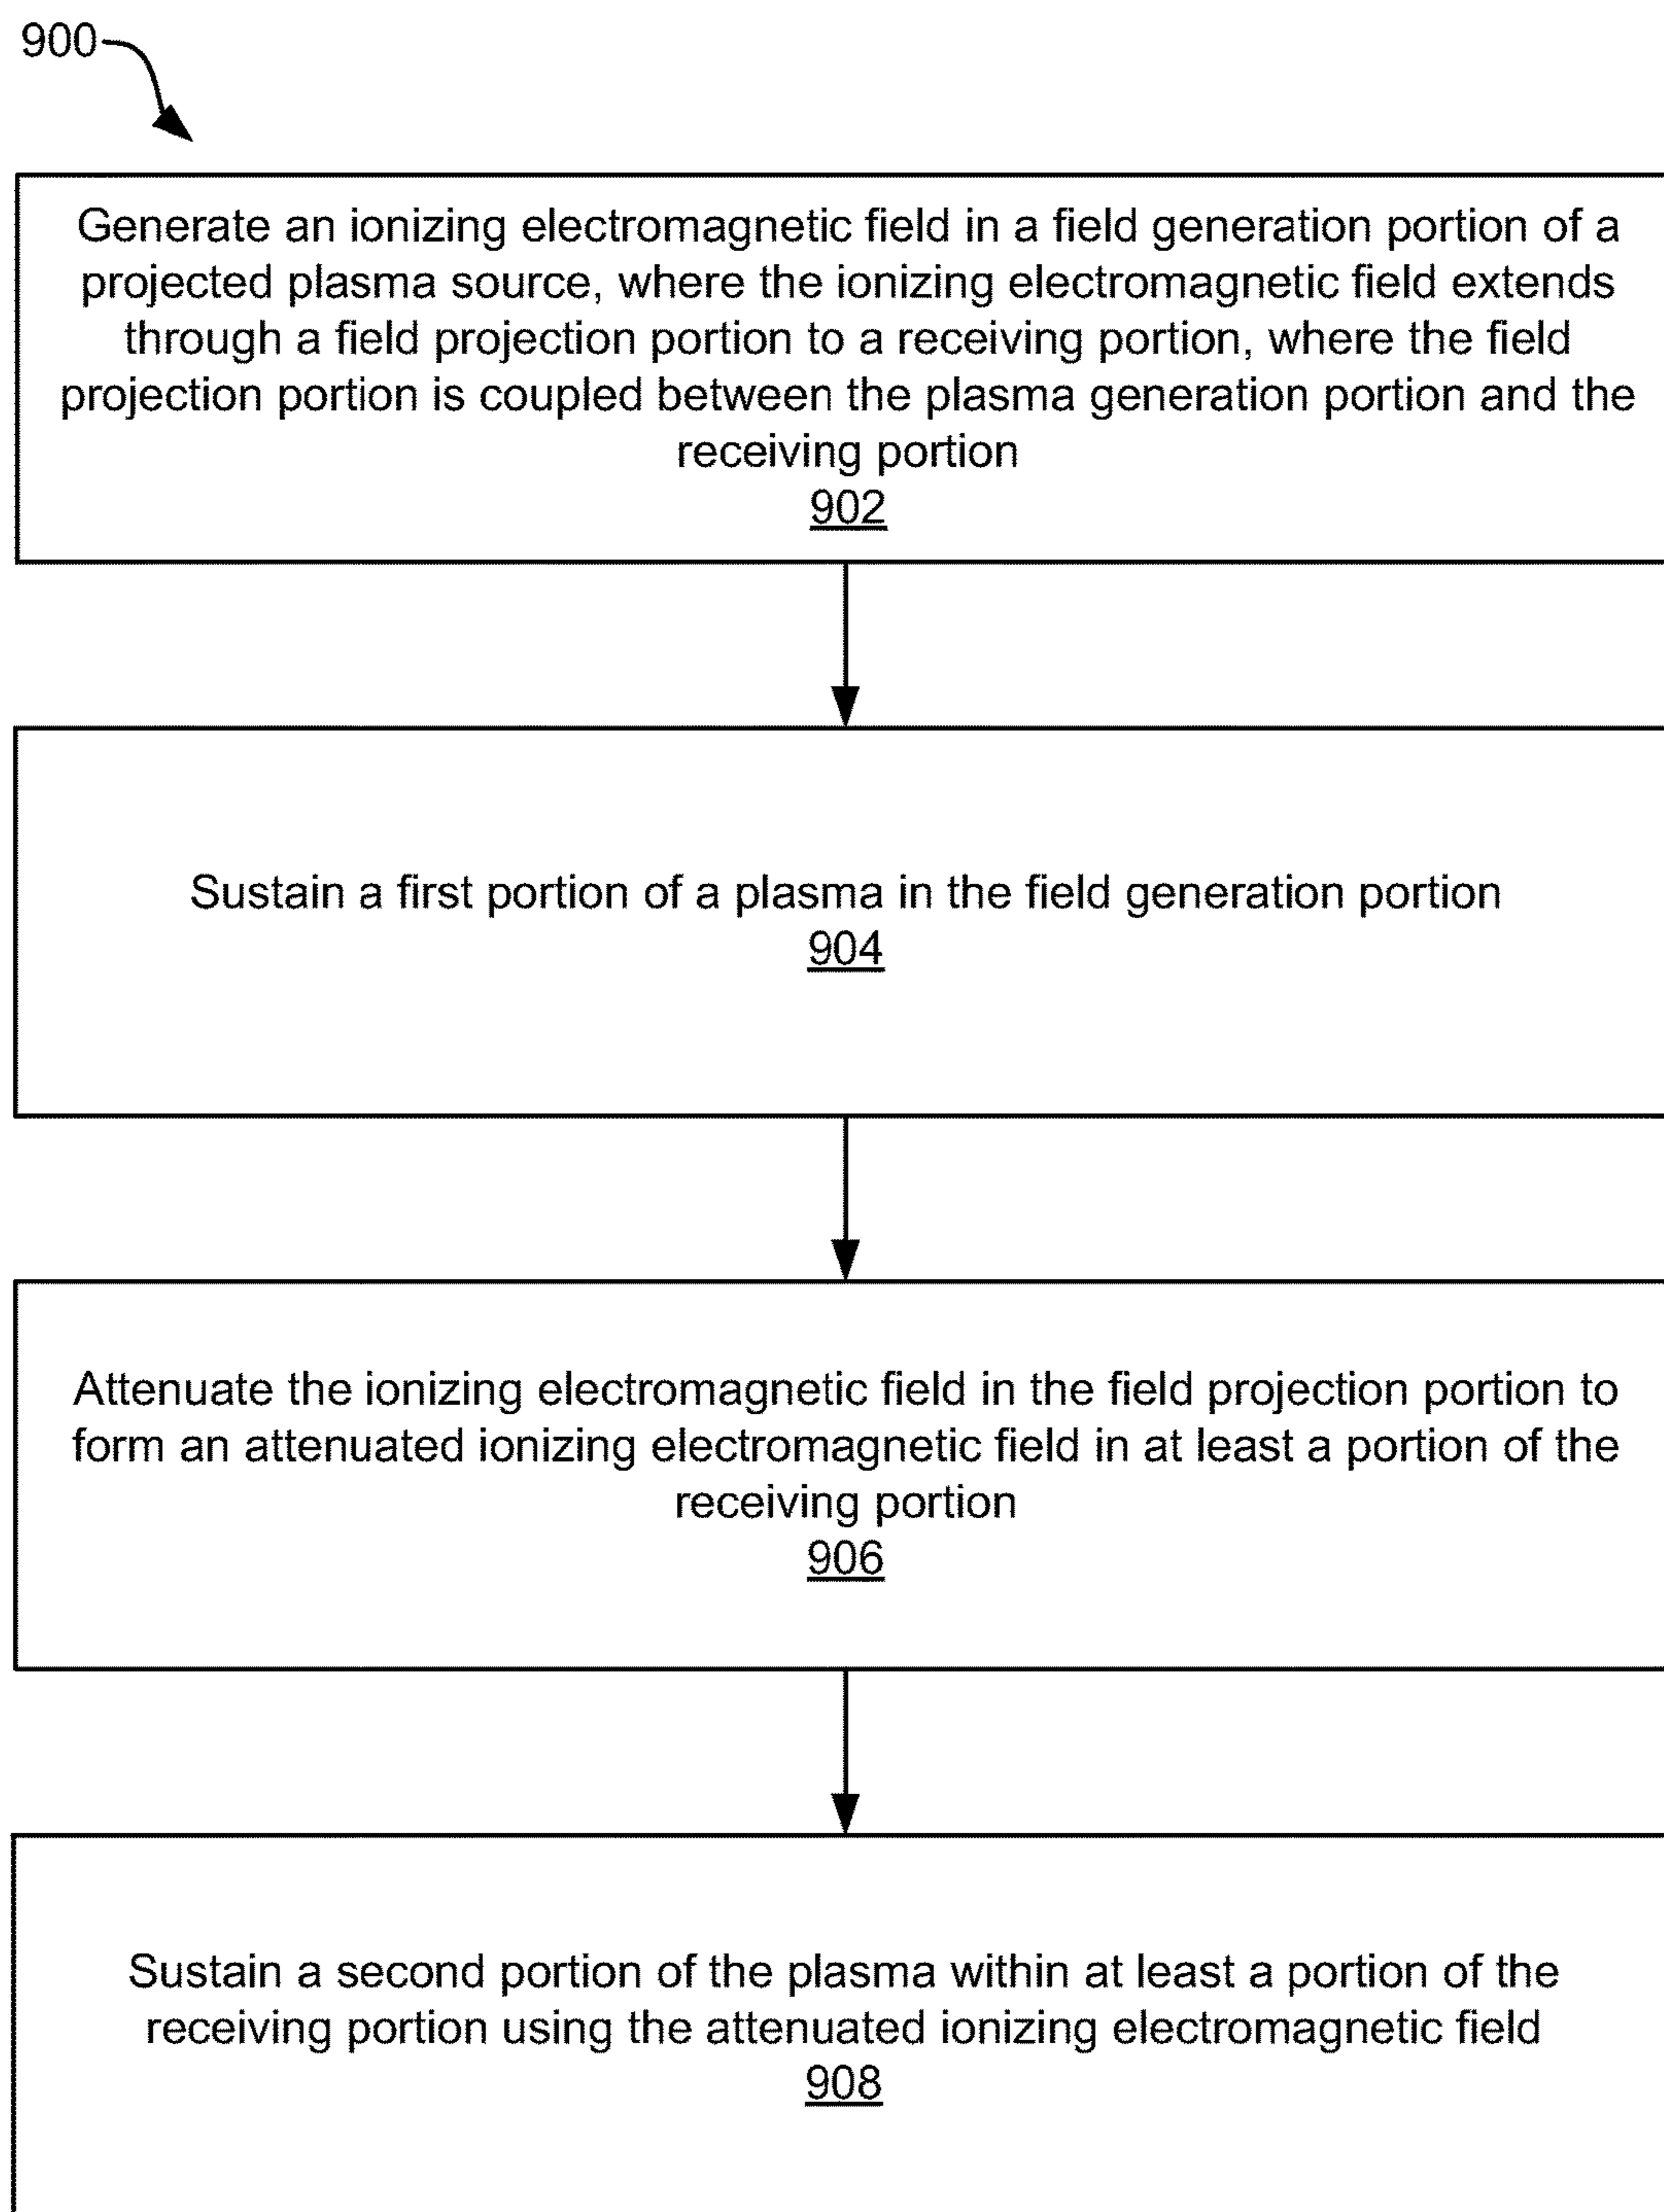 900
Generate an ionizing electromagnetic field in a field generation portion of a
projected plasma source, where the ionizing electromagnetic field extends
through a field projection portion to a receiving portion, where the field
projection portion is coupled between the plasma generation portion and the
receiving portion
902
Sustain a first portion of a plasma in the field generation portion
904
Attenuate the ionizing electromagnetic field in the field projection portion to
form an attenuated ionizing electromagnetic field in at least a portion of the
receiving portion
906
Sustain a second portion of the plasma within at least a portion of the
receiving portion using the attenuated ionizing electromagnetic field
908